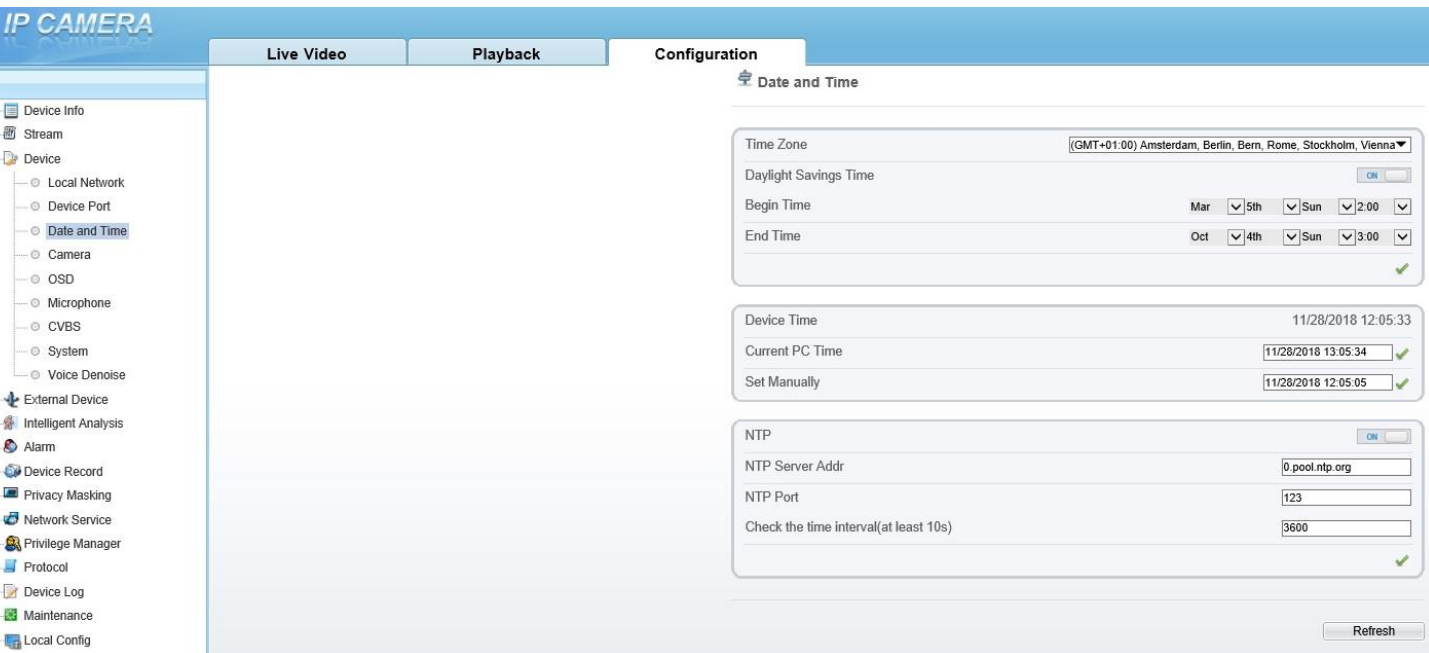 IP CAMERA
Live Video Playback Configuration
Date and Time
Device Info
Stream
Device
Local Network
Device Port
Date and Time
Camera
OSD
Microphone
CVBS
System
Voice Denoise
External Device
Intelligent Analysis
Alarm
Device Record
Privacy Masking
Network Service
Privilege Manager
Protocol
Device Log
Maintenance
Local Config
Time Zone (GMT+01:00) Amsterdam, Berlin, Bern, Rome, Stockholm, Vienna
Daylight Savings Time ON
Begin Time Mar 5th Sun 2:00
End Time Oct 4th Sun 3:00
Device Time 11/28/2018 12:05:33
Current PC Time 11/28/2018 13:05:34
Set Manually 11/28/2018 12:05:05
NTP ON
NTP Server Addr 0.pool.ntp.org
NTP Port 123
Check the time interval(at least 10s) 3600
Refresh